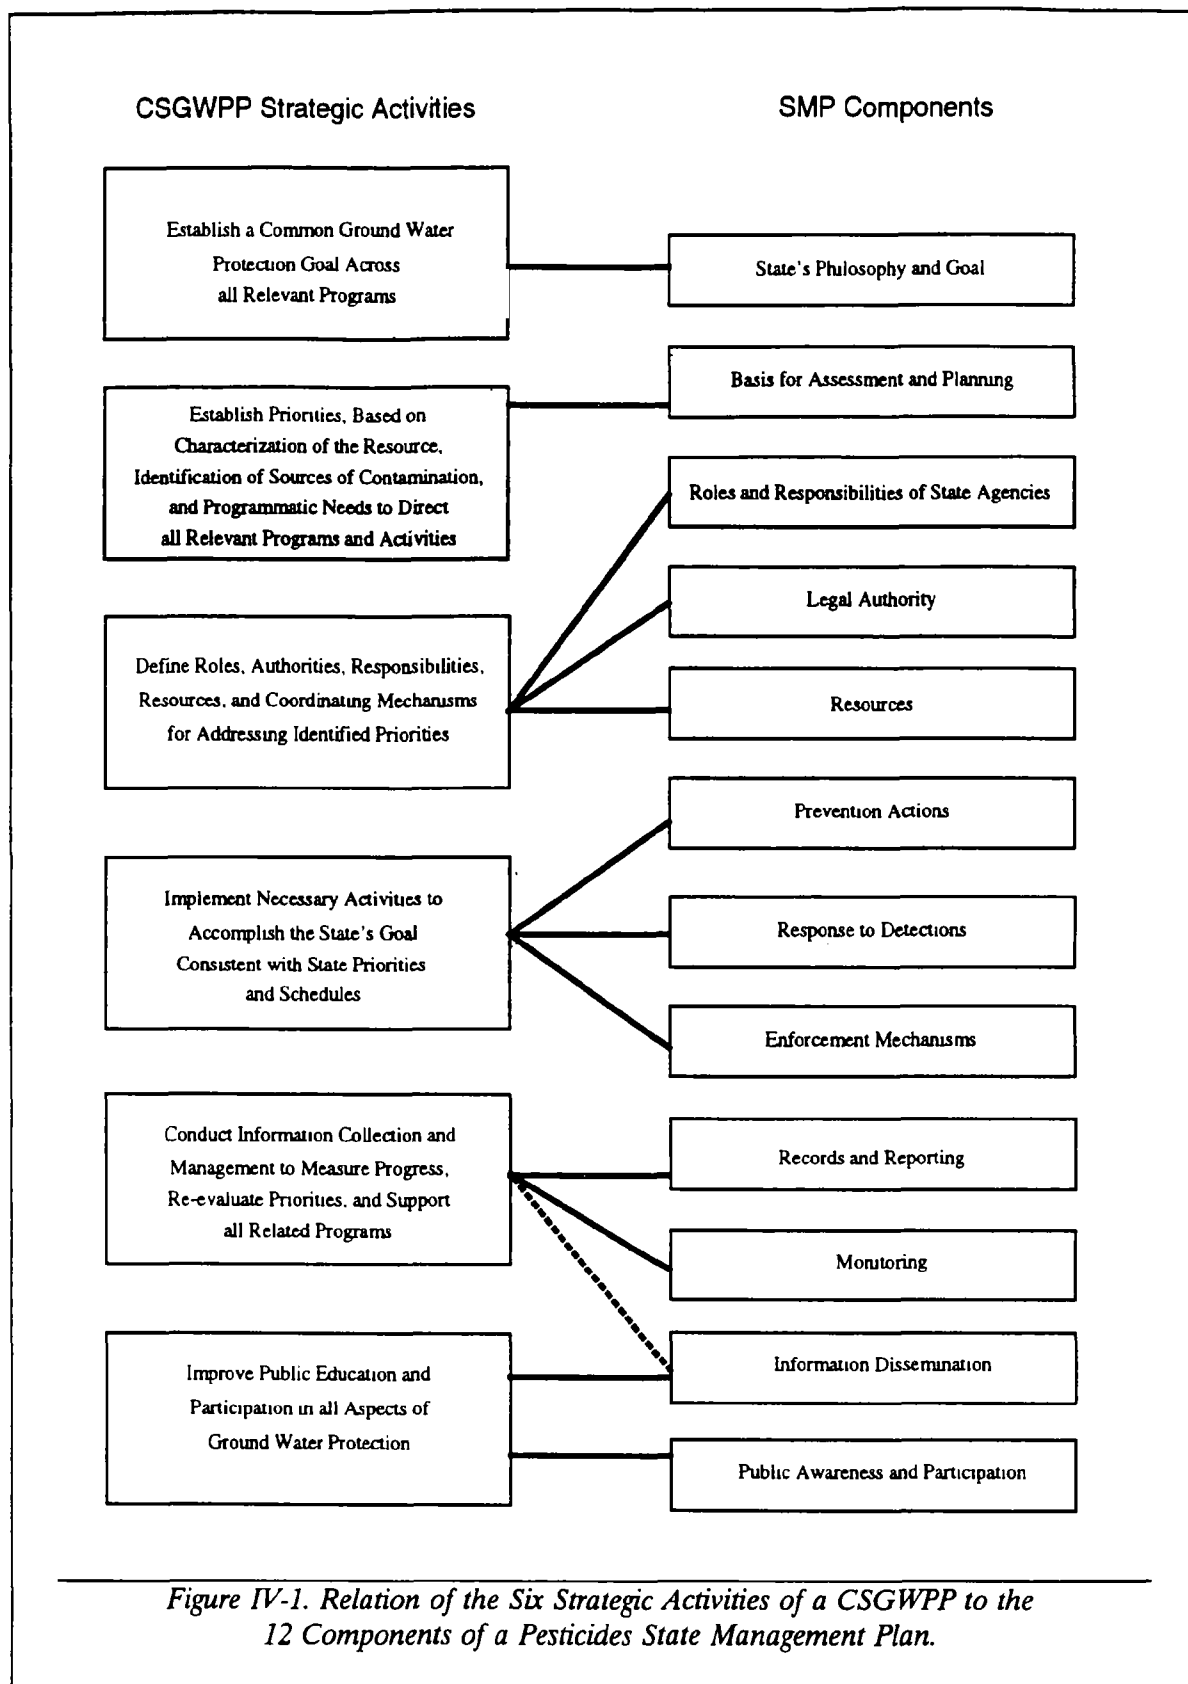 CSGWPP Strategic Activities
SMP Components
Establish a Common Ground Water
Protection Goal Across
all Relevant Programs
State's Philosophy and Goal
Basis for Assessment and Planning
Establish Priorities, Based on
Characterization of the Resource,
Identification of Sources of Contamination,
and Programmatic Needs to Direct
all Relevant Programs and Activities
Roles and Responsibilities of State Agencies
Legal Authority
Define Roles, Authorities, Responsibilities,
Resources, and Coordinating Mechanisms
for Addressing Identified Priorities
Resources
Prevention Actions
Implement Necessary Activities to
Accomplish the State's Goal
Consistent with State Priorities
and Schedules
Response to Detections
Enforcement Mechanisms
Conduct Information Collection and
Management to Measure Progress,
Re-evaluate Priorities, and Support
all Related Programs
Records and Reporting
Monitoring
Information Dissemination
Improve Public Education and
Participation in all Aspects of
Ground Water Protection
Public Awareness and Participation
Figure IV-1. Relation of the Six Strategic Activities of a CSGWPP to the
12 Components of a Pesticides State Management Plan.